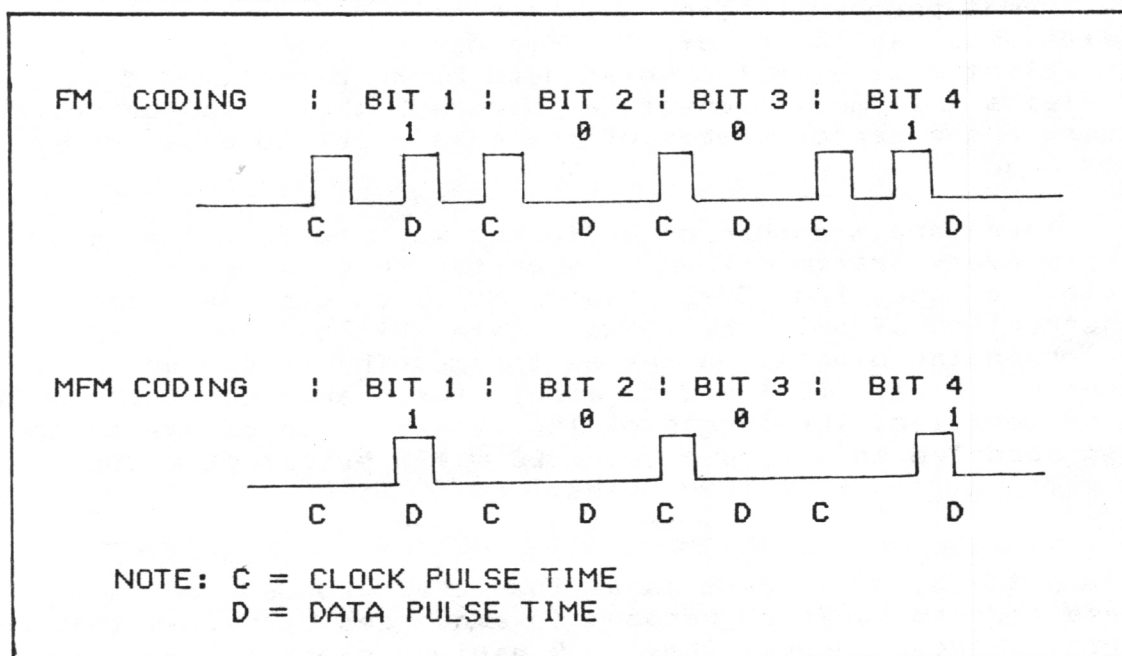 FM CODING ¦ BIT 1 ¦ BIT 2 ¦ BIT 3 ¦ BIT 4
1 0 0 1
C D C D C D C D
MFM CODING ¦ BIT 1 ¦ BIT 2 ¦ BIT 3 ¦ BIT 4
1 0 0 1
C D C D C D C D
NOTE: C = CLOCK PULSE TIME
D = DATA PULSE TIME